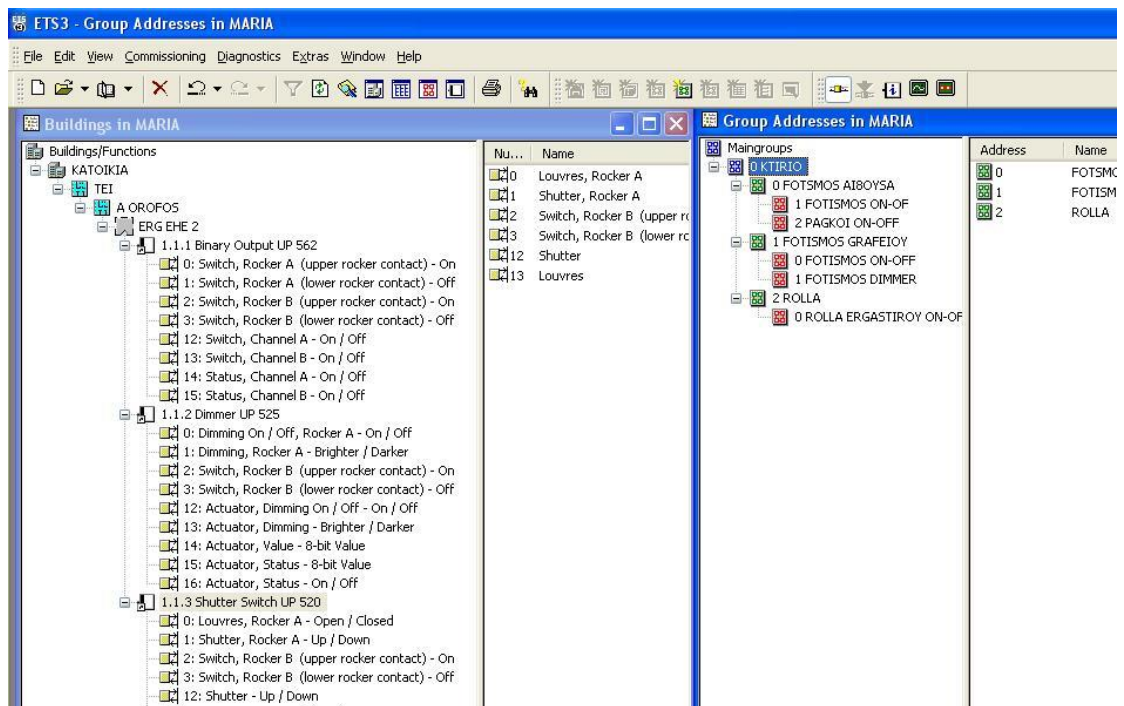 ETS3 - Group Addresses in MARIA
File Edit View Commissioning Diagnostics Extras Window Help
Buildings in MARIA
Buildings/Functions
KATOIKIA
TEI
A OROFOS
ERG EHE 2
1.1.1 Binary Output UP 562
0: Switch, Rocker A (upper rocker contact) - On
1: Switch, Rocker A (lower rocker contact) - Off
2: Switch, Rocker B (upper rocker contact) - On
3: Switch, Rocker B (lower rocker contact) - Off
12: Switch, Channel A - On / Off
13: Switch, Channel B - On / Off
14: Status, Channel A - On / Off
15: Status, Channel B - On / Off
1.1.2 Dimmer UP 525
0: Dimming On / Off, Rocker A - On / Off
1: Dimming, Rocker A - Brighter / Darker
2: Switch, Rocker B (upper rocker contact) - On
3: Switch, Rocker B (lower rocker contact) - Off
12: Actuator, Dimming On / Off - On / Off
13: Actuator, Dimming - Brighter / Darker
14: Actuator, Value - 8-bit Value
15: Actuator, Status - 8-bit Value
16: Actuator, Status - On / Off
1.1.3 Shutter Switch UP 520
0: Louvres, Rocker A - Open / Closed
1: Shutter, Rocker A - Up / Down
2: Switch, Rocker B (upper rocker contact) - On
3: Switch, Rocker B (lower rocker contact) - Off
12: Shutter - Up / Down
Nu... Name
0 Louvres, Rocker A
1 Shutter, Rocker A
2 Switch, Rocker B (upper ro
3 Switch, Rocker B (lower rc
12 Shutter
13 Louvres
Group Addresses in MARIA
Maingroups
0 KTIRIO
0 FOTSMOS AIBOYSA
1 FOTISMOS ON-OF
2 PAGKOI ON-OFF
1 FOTISMOS GRAFEIOY
0 FOTISMOS ON-OFF
1 FOTISMOS DIMMER
2 ROLLA
0 ROLLA ERGASTIROY ON-OF
Address Name
0 FOTSMO
1 FOTISM
2 ROLLA